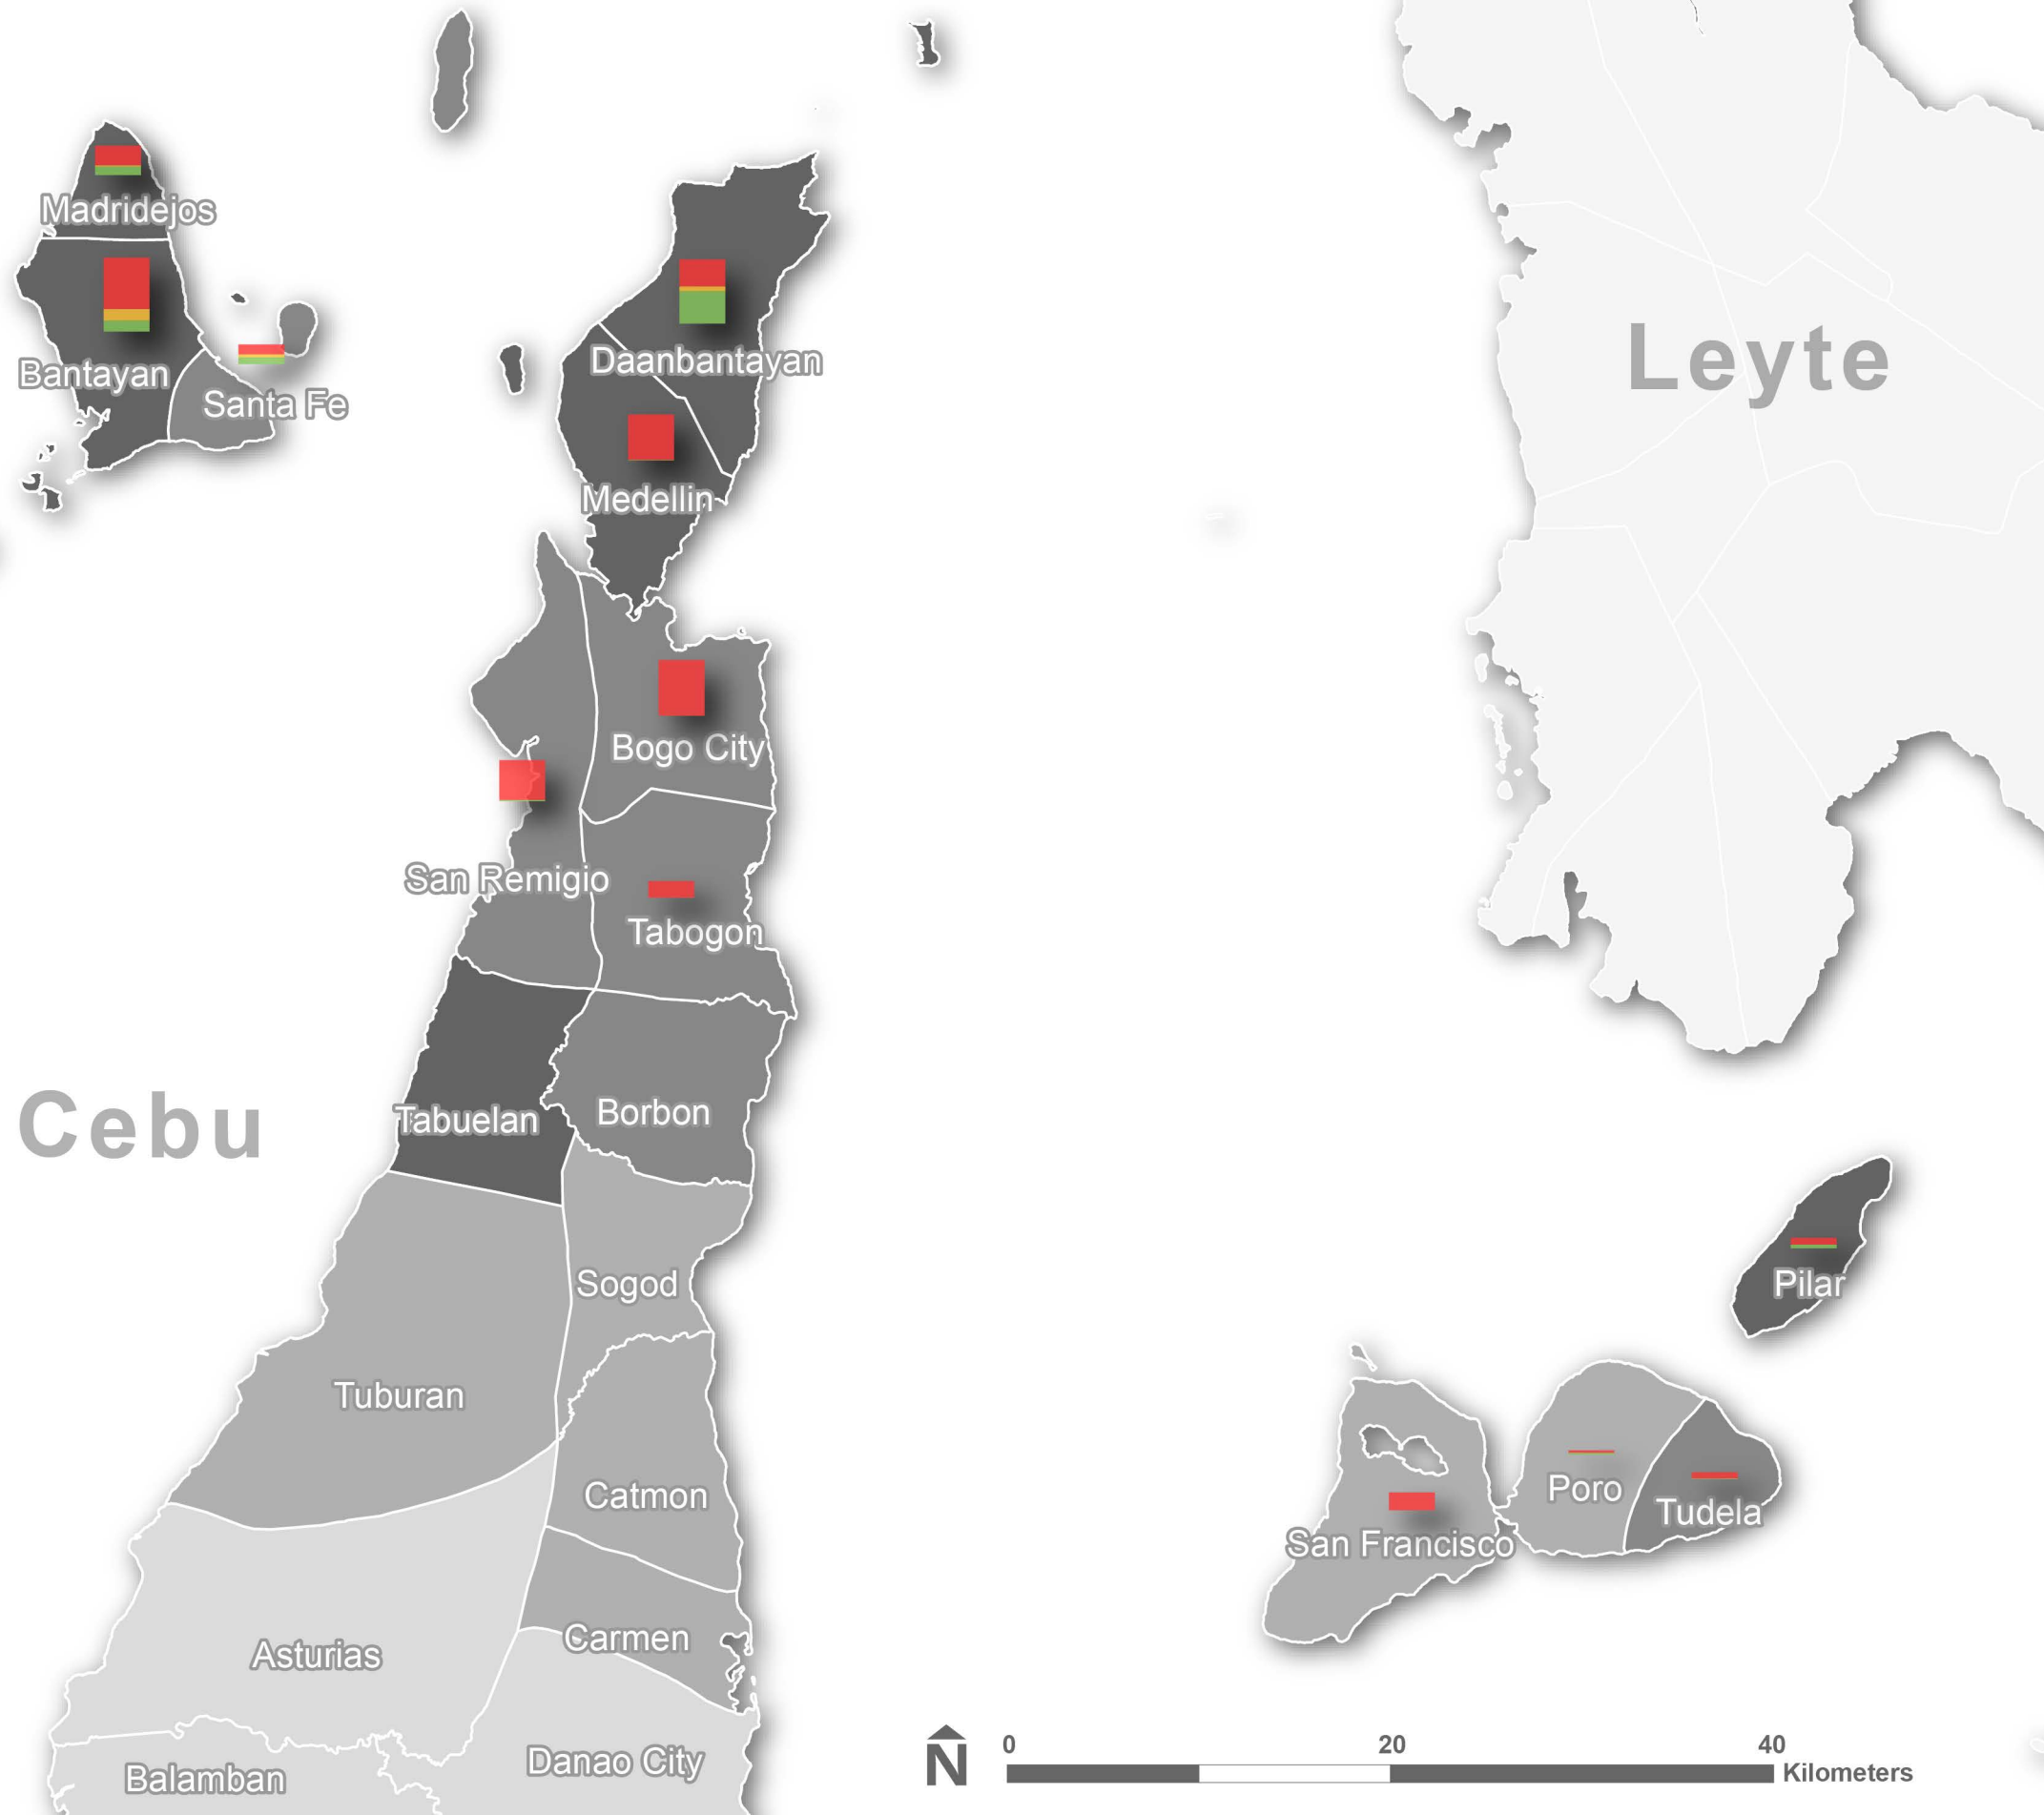 Madridejos
Bantayan
Santa Fe
Daanbantayan
Leyte
Medellin
Bogo City
San Remigio
Tabogon
Cebu
Tabuelan
Borbon
Sogod
Pilar
Tuburan
Catmon
Poro
Tudela
San Francisco
Carmen
Asturias
Danao City
Balamban
N
0 20 40
Kilometers